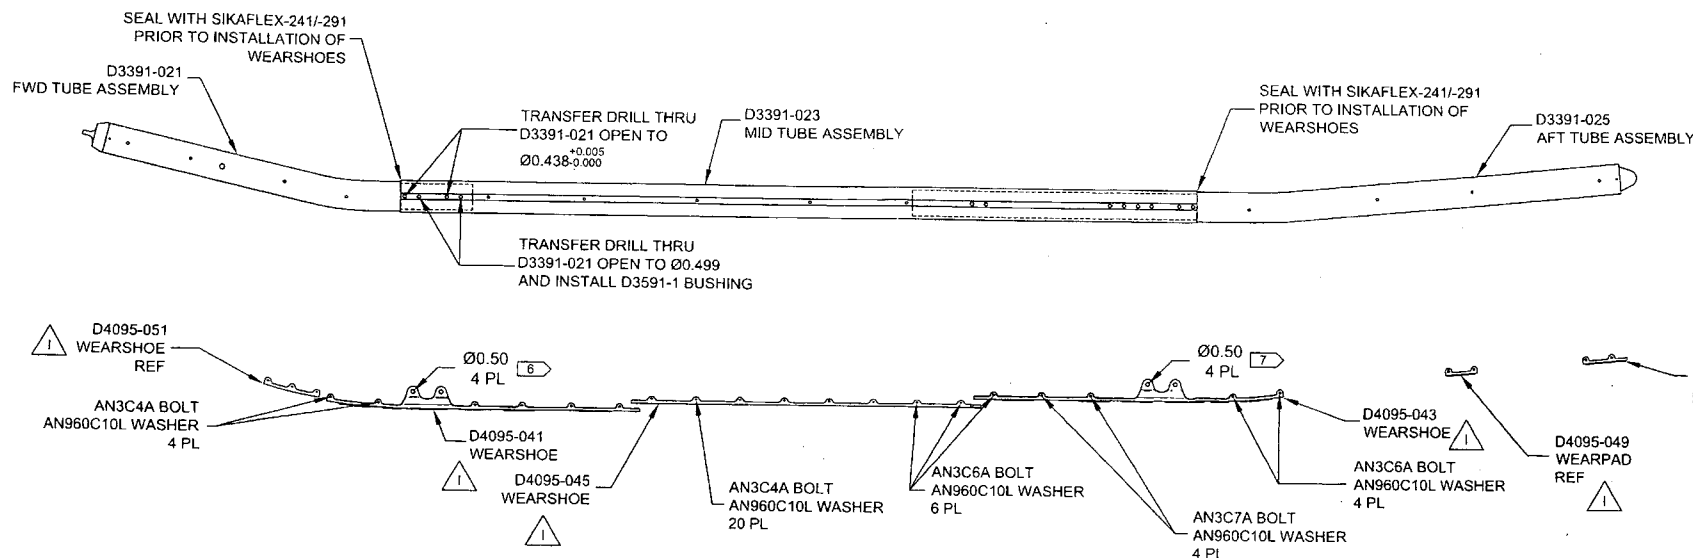 SEAL WITH SIKAFLEX-241/-291
PRIOR TO INSTALLATION OF
WEARSHOES
D3391-021
FWD TUBE ASSEMBLY
TRANSFER DRILL THRU
D3391-021 OPEN TO
Ø0.438 +0.005 -0.000
D3391-023
MID TUBE ASSEMBLY
SEAL WITH SIKAFLEX-241/-291
PRIOR TO INSTALLATION OF
WEARSHOES
D3391-025
AFT TUBE ASSEMBLY
TRANSFER DRILL THRU
D3391-021 OPEN TO Ø0.499
AND INSTALL D3591-1 BUSHING
1
D4095-051
WEARSHOE
REF
Ø0.50
4 PL
6
Ø0.50
4 PL
7
AN3C4A BOLT
AN960C10L WASHER
4 PL
D4095-041
WEARSHOE
1
D4095-045
WEARSHOE
1
AN3C4A BOLT
AN960C10L WASHER
20 PL
AN3C6A BOLT
AN960C10L WASHER
6 PL
AN3C7A BOLT
AN960C10L WASHER
4 PL
D4095-043
WEARSHOE
1
AN3C6A BOLT
AN960C10L WASHER
4 PL
D4095-049
WEARPAD
REF
1